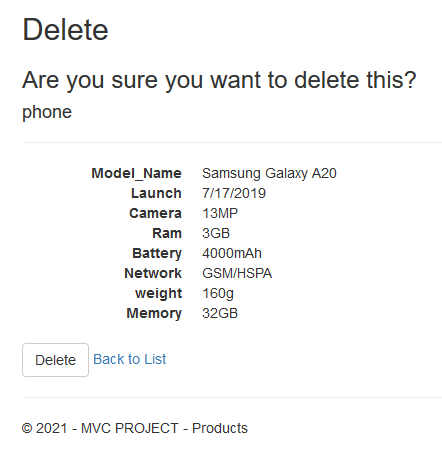 Delete
Are you sure you want to delete this?
phone
Model_Name Samsung Galaxy A20
Launch 7/17/2019
Camera 13MP
Ram 3GB
Battery 4000mAh
Network GSM/HSPA
weight 160g
Memory 32GB
Delete Back to List
© 2021 - MVC PROJECT - Products